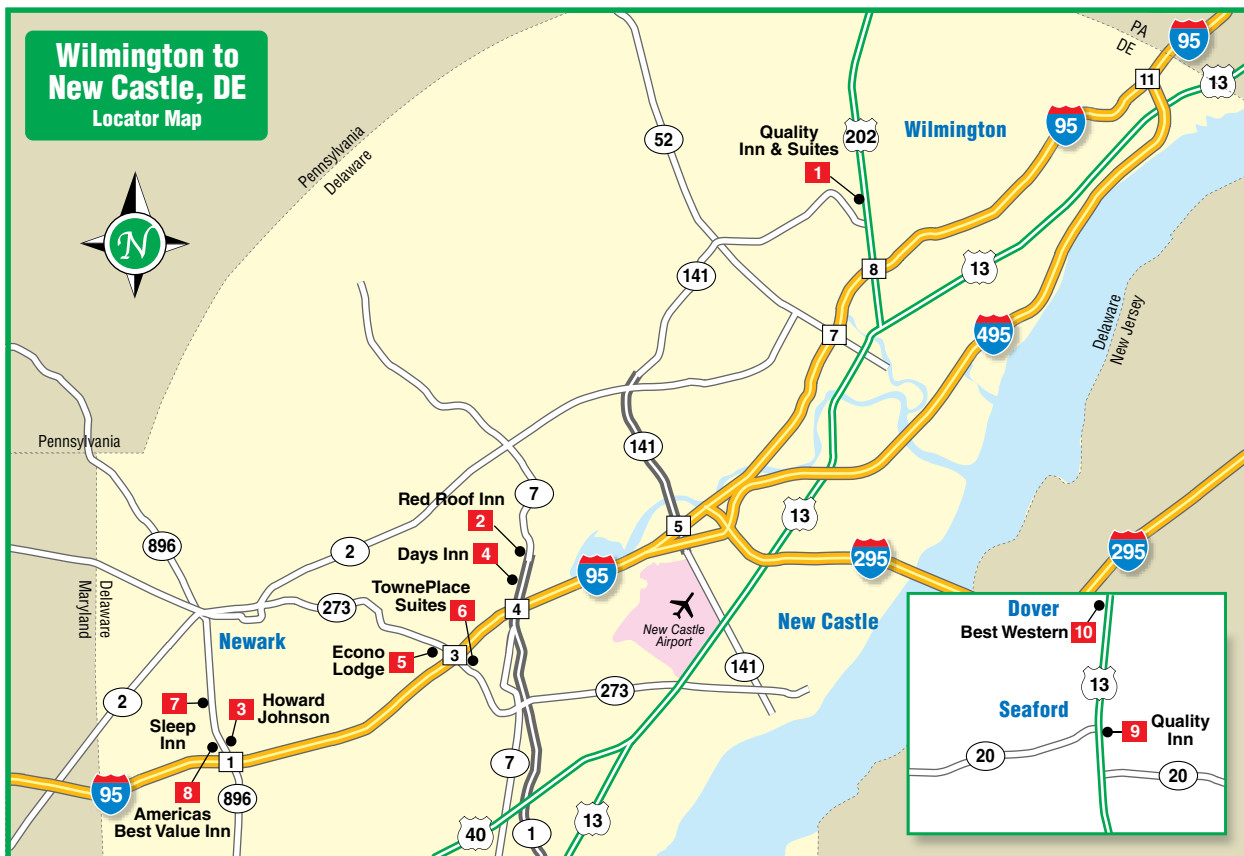 Wilmington to
New Castle, DE
Locator Map
N
Pennsylvania
Delaware
PA
DE
95
11
13
52
Quality
Inn & Suites
1
202
Wilmington
95
141
8
13
7
495
Delaware
New Jersey
Pennsylvania
141
7
Red Roof Inn
2
5
13
896
2
Days Inn
4
95
295
295
TownePlace
Suites
6
4
Delaware
Maryland
273
Newark
Econo
Lodge
5
3
New Castle
Airport
New Castle
141
273
2
7
Sleep
Inn
3
Howard
Johnson
1
7
95
8
Americas
Best Value Inn
896
40
13
1
Dover
Best Western
10
13
Seaford
9
Quality
Inn
20
20